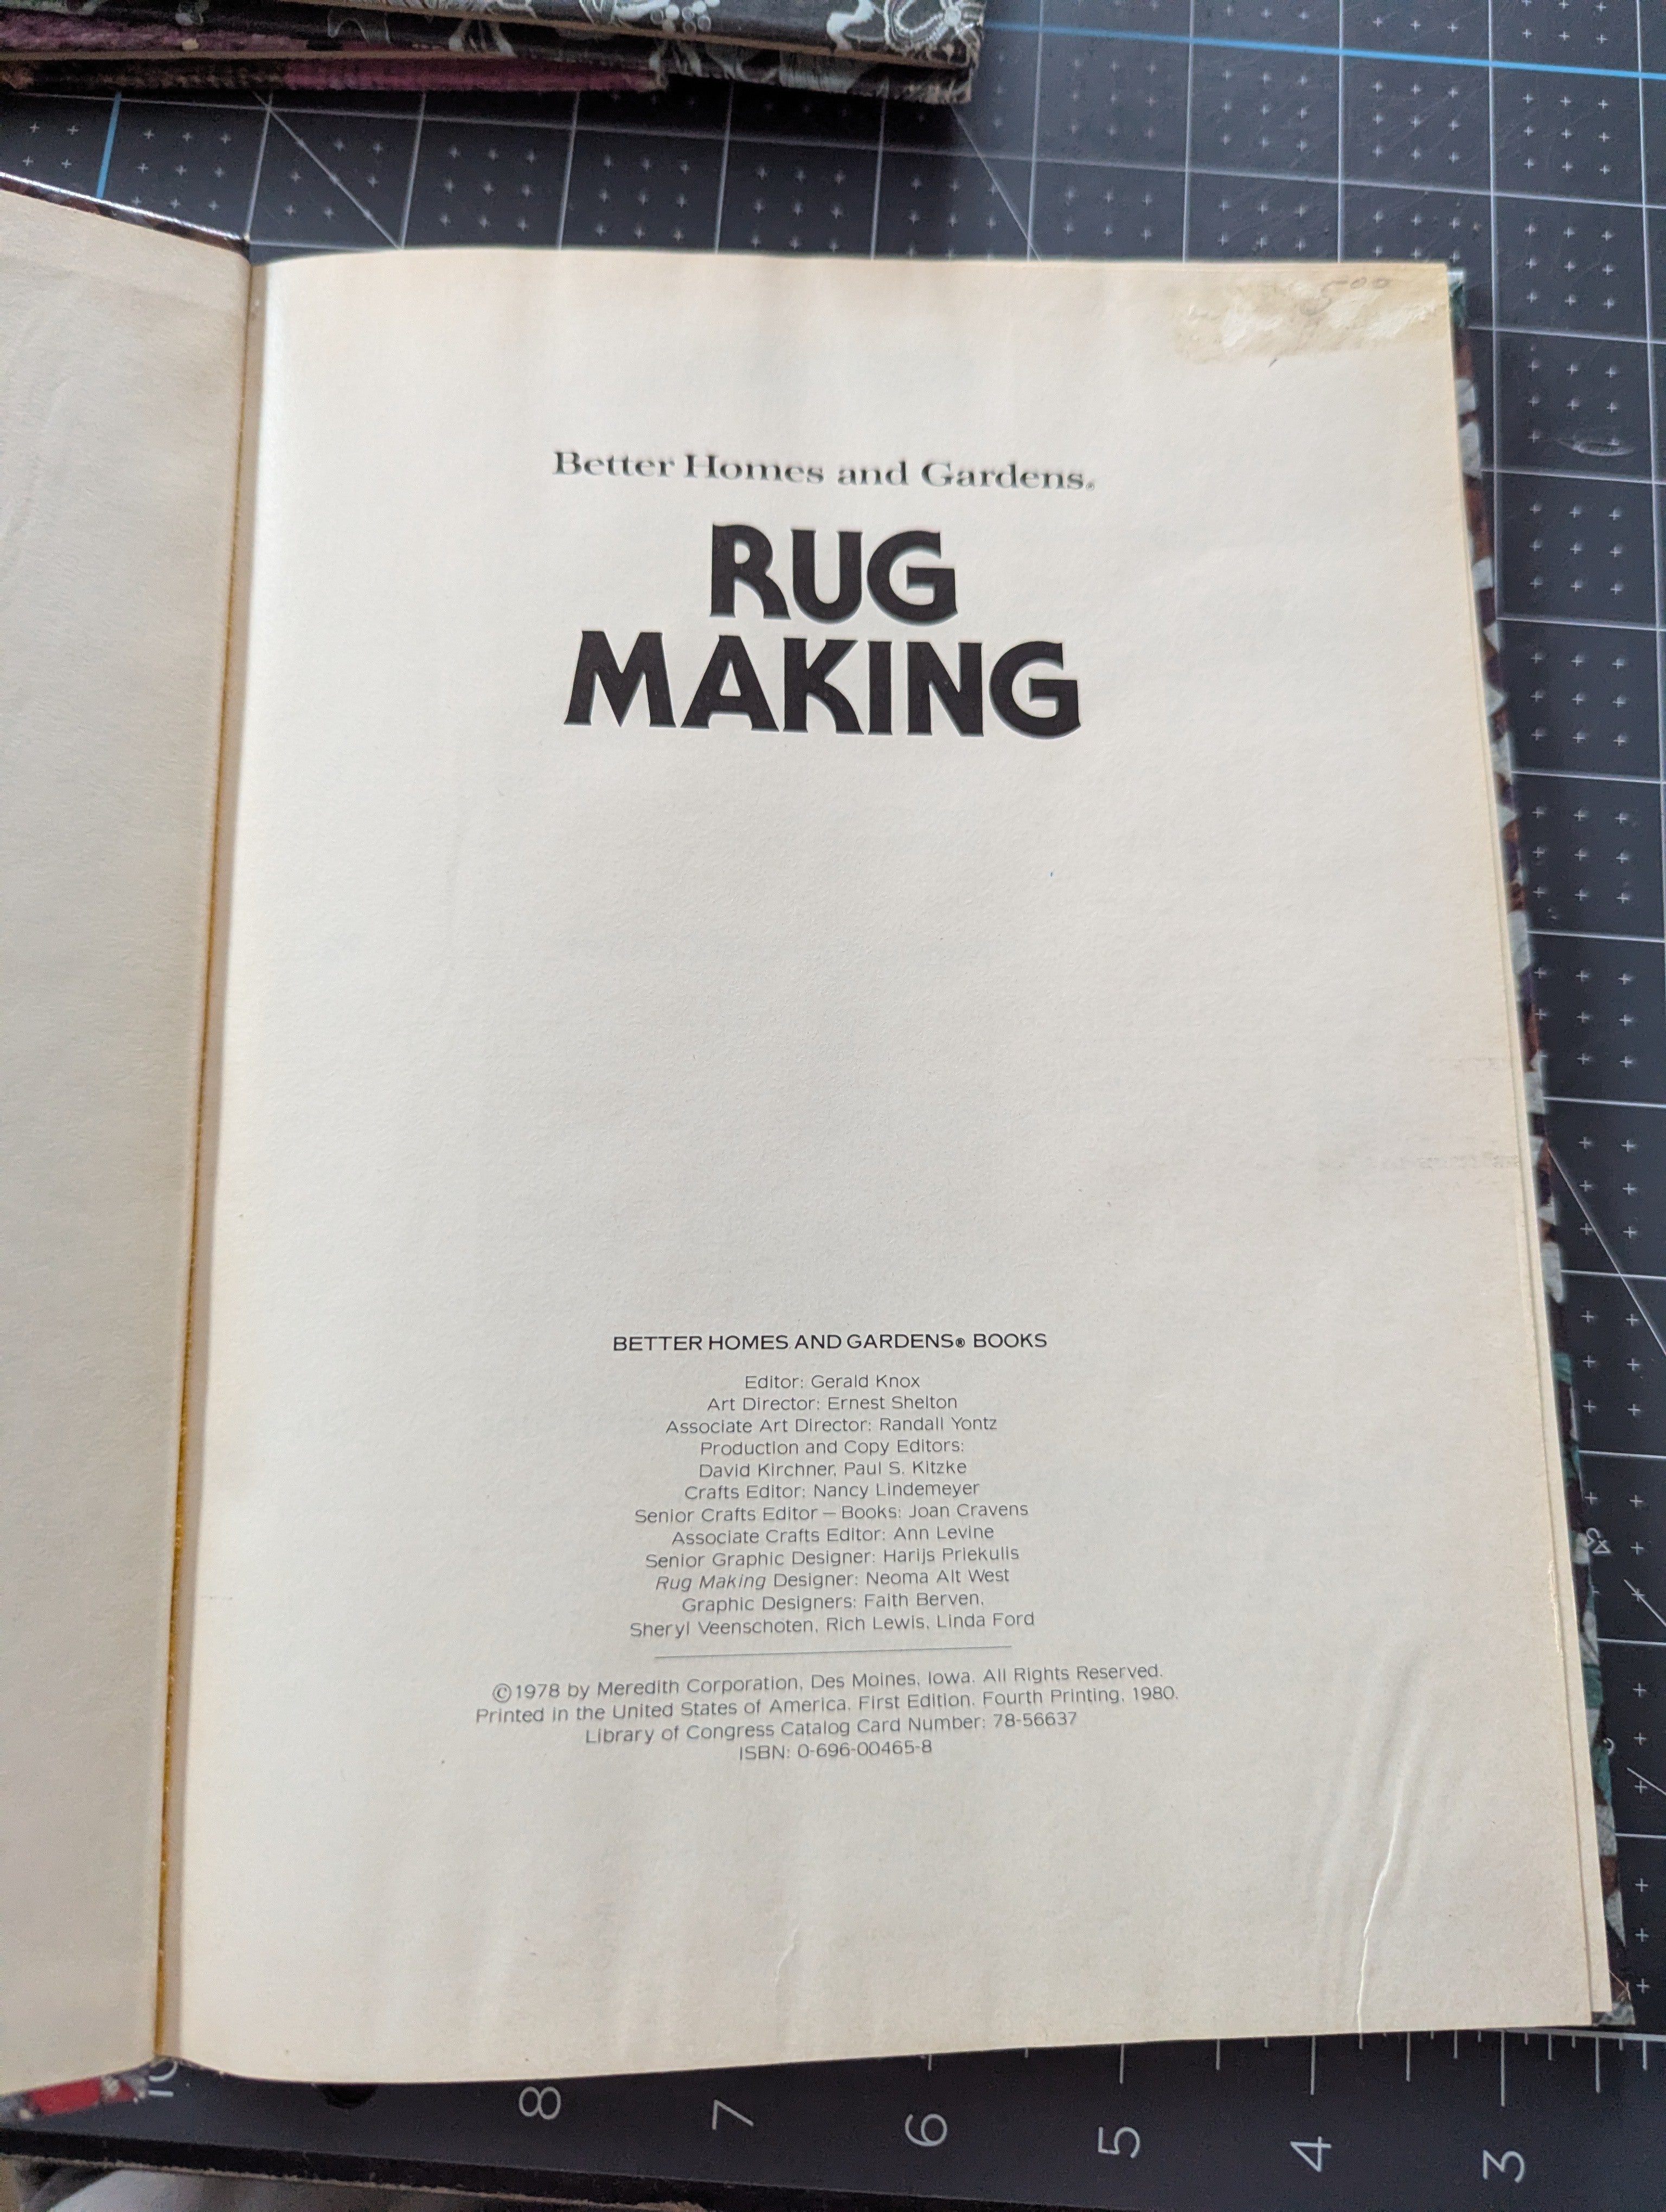 500
Better Homes and Gardens®
RUG
MAKING
BETTER HOMES AND GARDENS® BOOKS
Editor: Gerald Knox
Art Director: Ernest Shelton
Associate Art Director: Randall Yontz
Production and Copy Editors:
David Kirchner, Paul S. Kitzke
Crafts Editor: Nancy Lindemeyer
Senior Crafts Editor — Books: Joan Cravens
Associate Crafts Editor: Ann Levine
Senior Graphic Designer: Harijs Priekulis
Rug Making Designer: Neoma Alt West
Graphic Designers: Faith Berven,
Sheryl Veenschoten, Rich Lewis, Linda Ford
©1978 by Meredith Corporation, Des Moines, Iowa. All Rights Reserved.
Printed in the United States of America. First Edition. Fourth Printing, 1980.
Library of Congress Catalog Card Number: 78-56637
ISBN: 0-696-00465-8
10 8 7 6 5 4 3